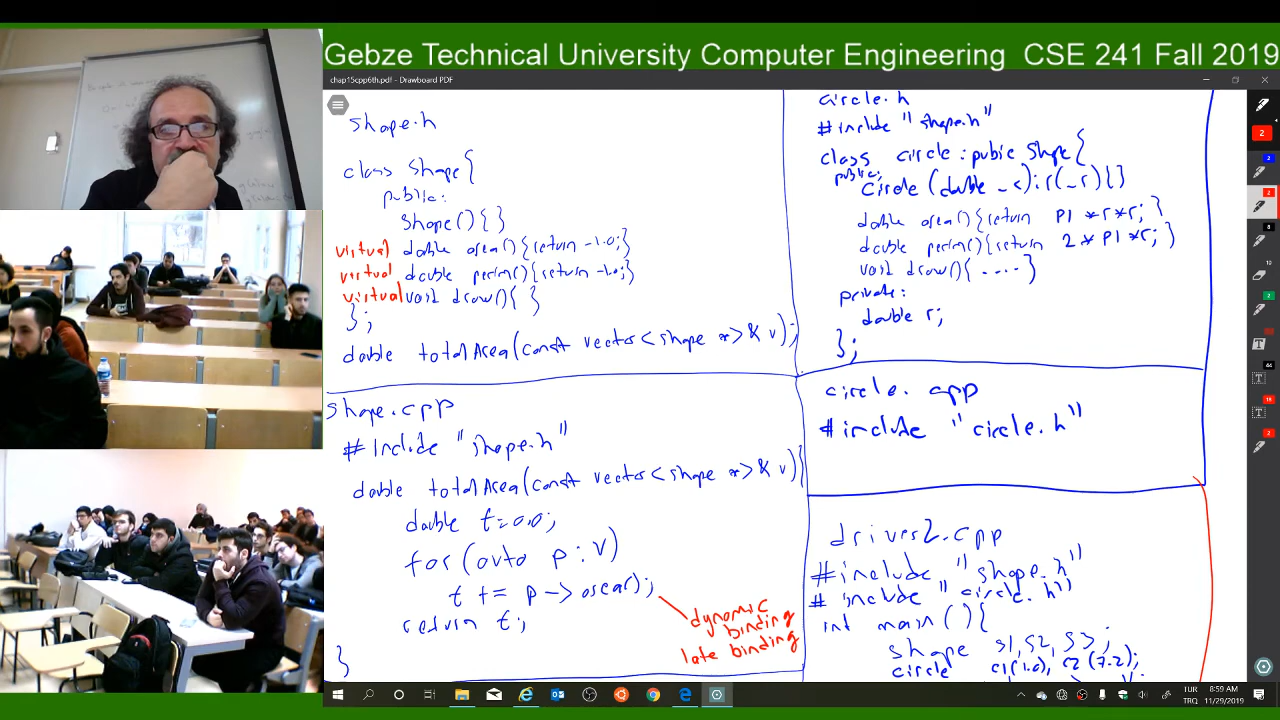 Gebze Technical University Computer Engineering CSE 241 Fall 2019
chap15cpp6th.pdf - Drawboard PDF
shape.h
class Shape{
public:
Shape(){}
virtual double area(){return -1.0;}
virtual double perim(){return -1.0;}
virtual void draw(){ }
};
double totalArea(const vector<shape *>& v);
shape.cpp
#include "shape.h"
double totalArea(const vector<shape *>& v){
double t=0.0;
for(auto p:v)
t += p->area();
return t;
}
dynamic
binding
late binding
circle.h
#include "shape.h"
class circle : pubic Shape{
public:
Circle(double _r):r(_r){}
double area(){return PI *r*r;}
double perim(){return 2 * PI *r;}
void draw(){ ....}
private:
double r;
};
circle.cpp
#include "circle.h"
driver2.cpp
#include "shape.h"
#include "circle.h"
int main(){
shape s1,s2,s3;
circle c1(1.0), c2(7.2);
TUR
TRQ
8:59 AM
11/29/2019